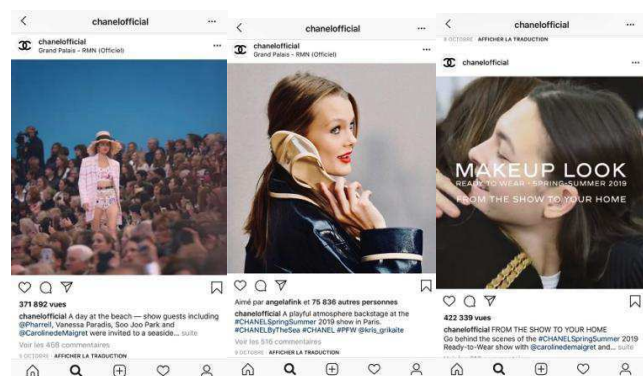 chanelofficial
chanelofficial
Grand Palais - RMN (Officiel)
371 892 vues
chanelofficial A day at the beach — show guests including
@Pharrell, Vanessa Paradis, Soo Joo Park and
@CarolinedeMaigret were invited to a seaside... suite
Voir les 468 commentaires
9 OCTOBRE · AFFICHER LA TRADUCTION
chanelofficial
chanelofficial
Grand Palais - RMN (Officiel)
Aimé par angelafink et 75 836 autres personnes
chanelofficial A playful atmosphere backstage at the
#CHANELSpringSummer 2019 show in Paris.
#CHANELByTheSea #CHANEL #PFW @kris_grikaite
Voir les 516 commentaires
9 OCTOBRE · AFFICHER LA TRADUCTION
chanelofficial
9 OCTOBRE · AFFICHER LA TRADUCTION
chanelofficial
MAKEUP LOOK
READY TO WEAR - SPRING-SUMMER 2019
FROM THE SHOW TO YOUR HOME
422 339 vues
chanelofficial FROM THE SHOW TO YOUR HOME
Go behind the scenes of the #CHANELSpringSummer 2019
Ready-to-Wear show with @carolinedemaigret and... suite